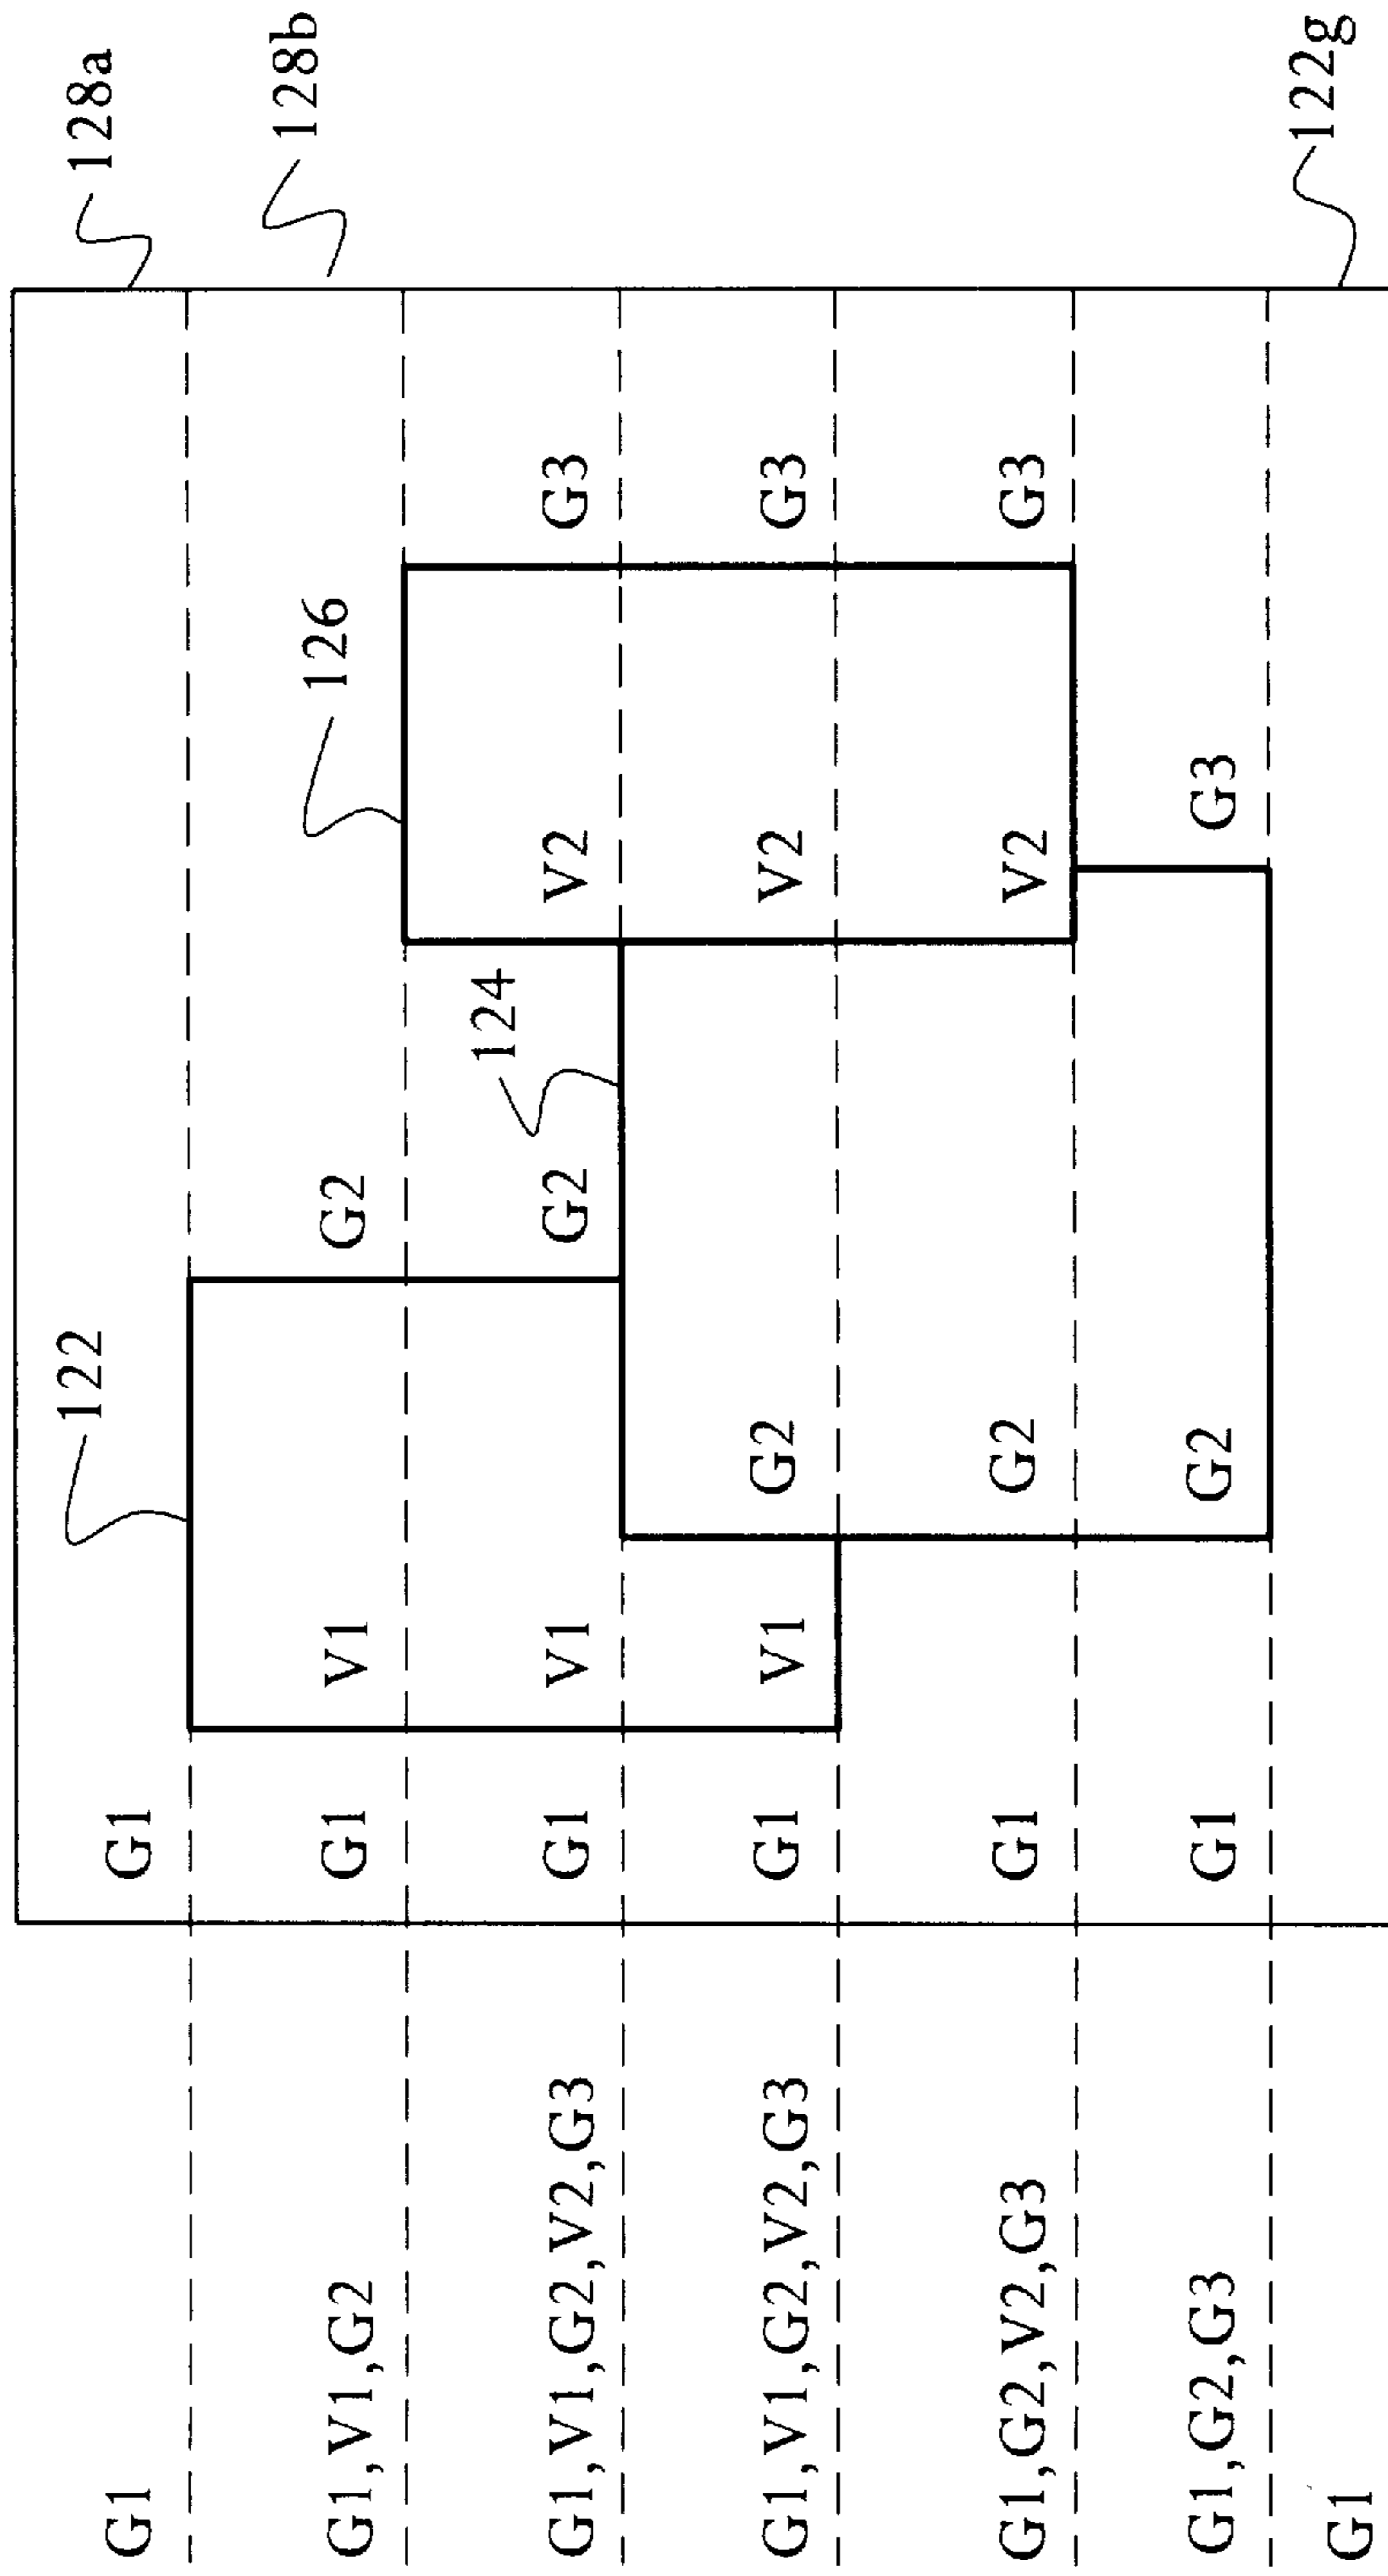 122 128a
G1 G1
126 128b
G1,V1,G2 G1 V1 G2
124
G1,V1,G2,V2,G3 G1 V1 G2 V2 G3
G1,V1,G2,V2,G3 G1 V1 G2 V2 G3
G1,G2,V2,G3 G1 G2 V2 G3
G1,G2,G3 G1 G2 G3
G1 122g